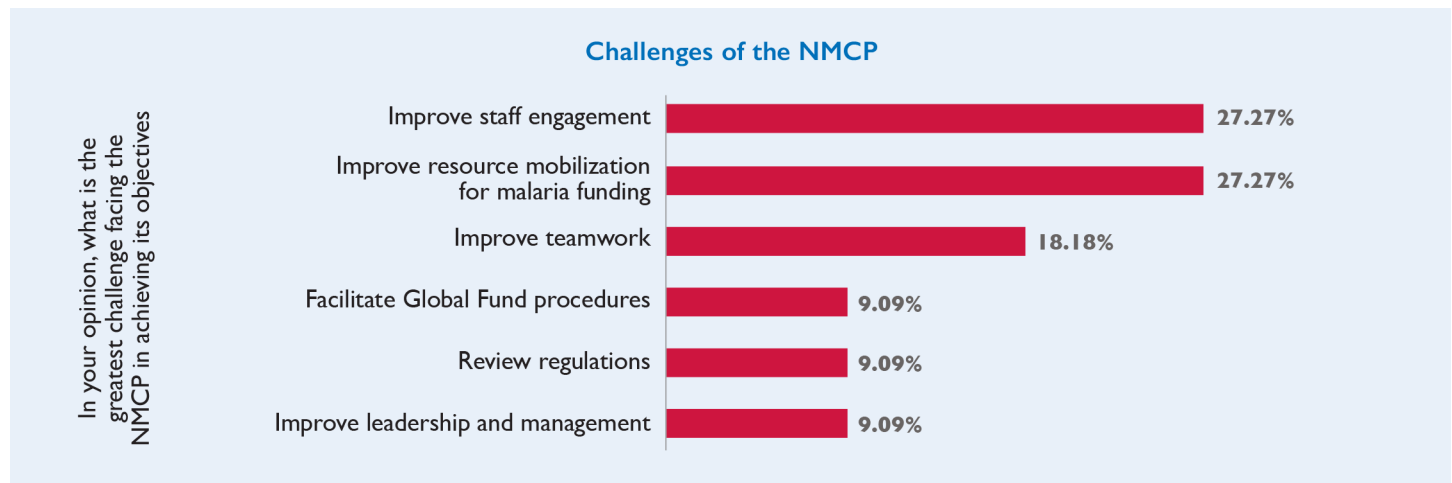 Challenges of the NMCP
In your opinion, what is the
greatest challenge facing the
NMCP in achieving its objectives
Improve staff engagement
27.27%
Improve resource mobilization
for malaria funding
27.27%
Improve teamwork
18.18%
Facilitate Global Fund procedures
9.09%
Review regulations
9.09%
Improve leadership and management
9.09%